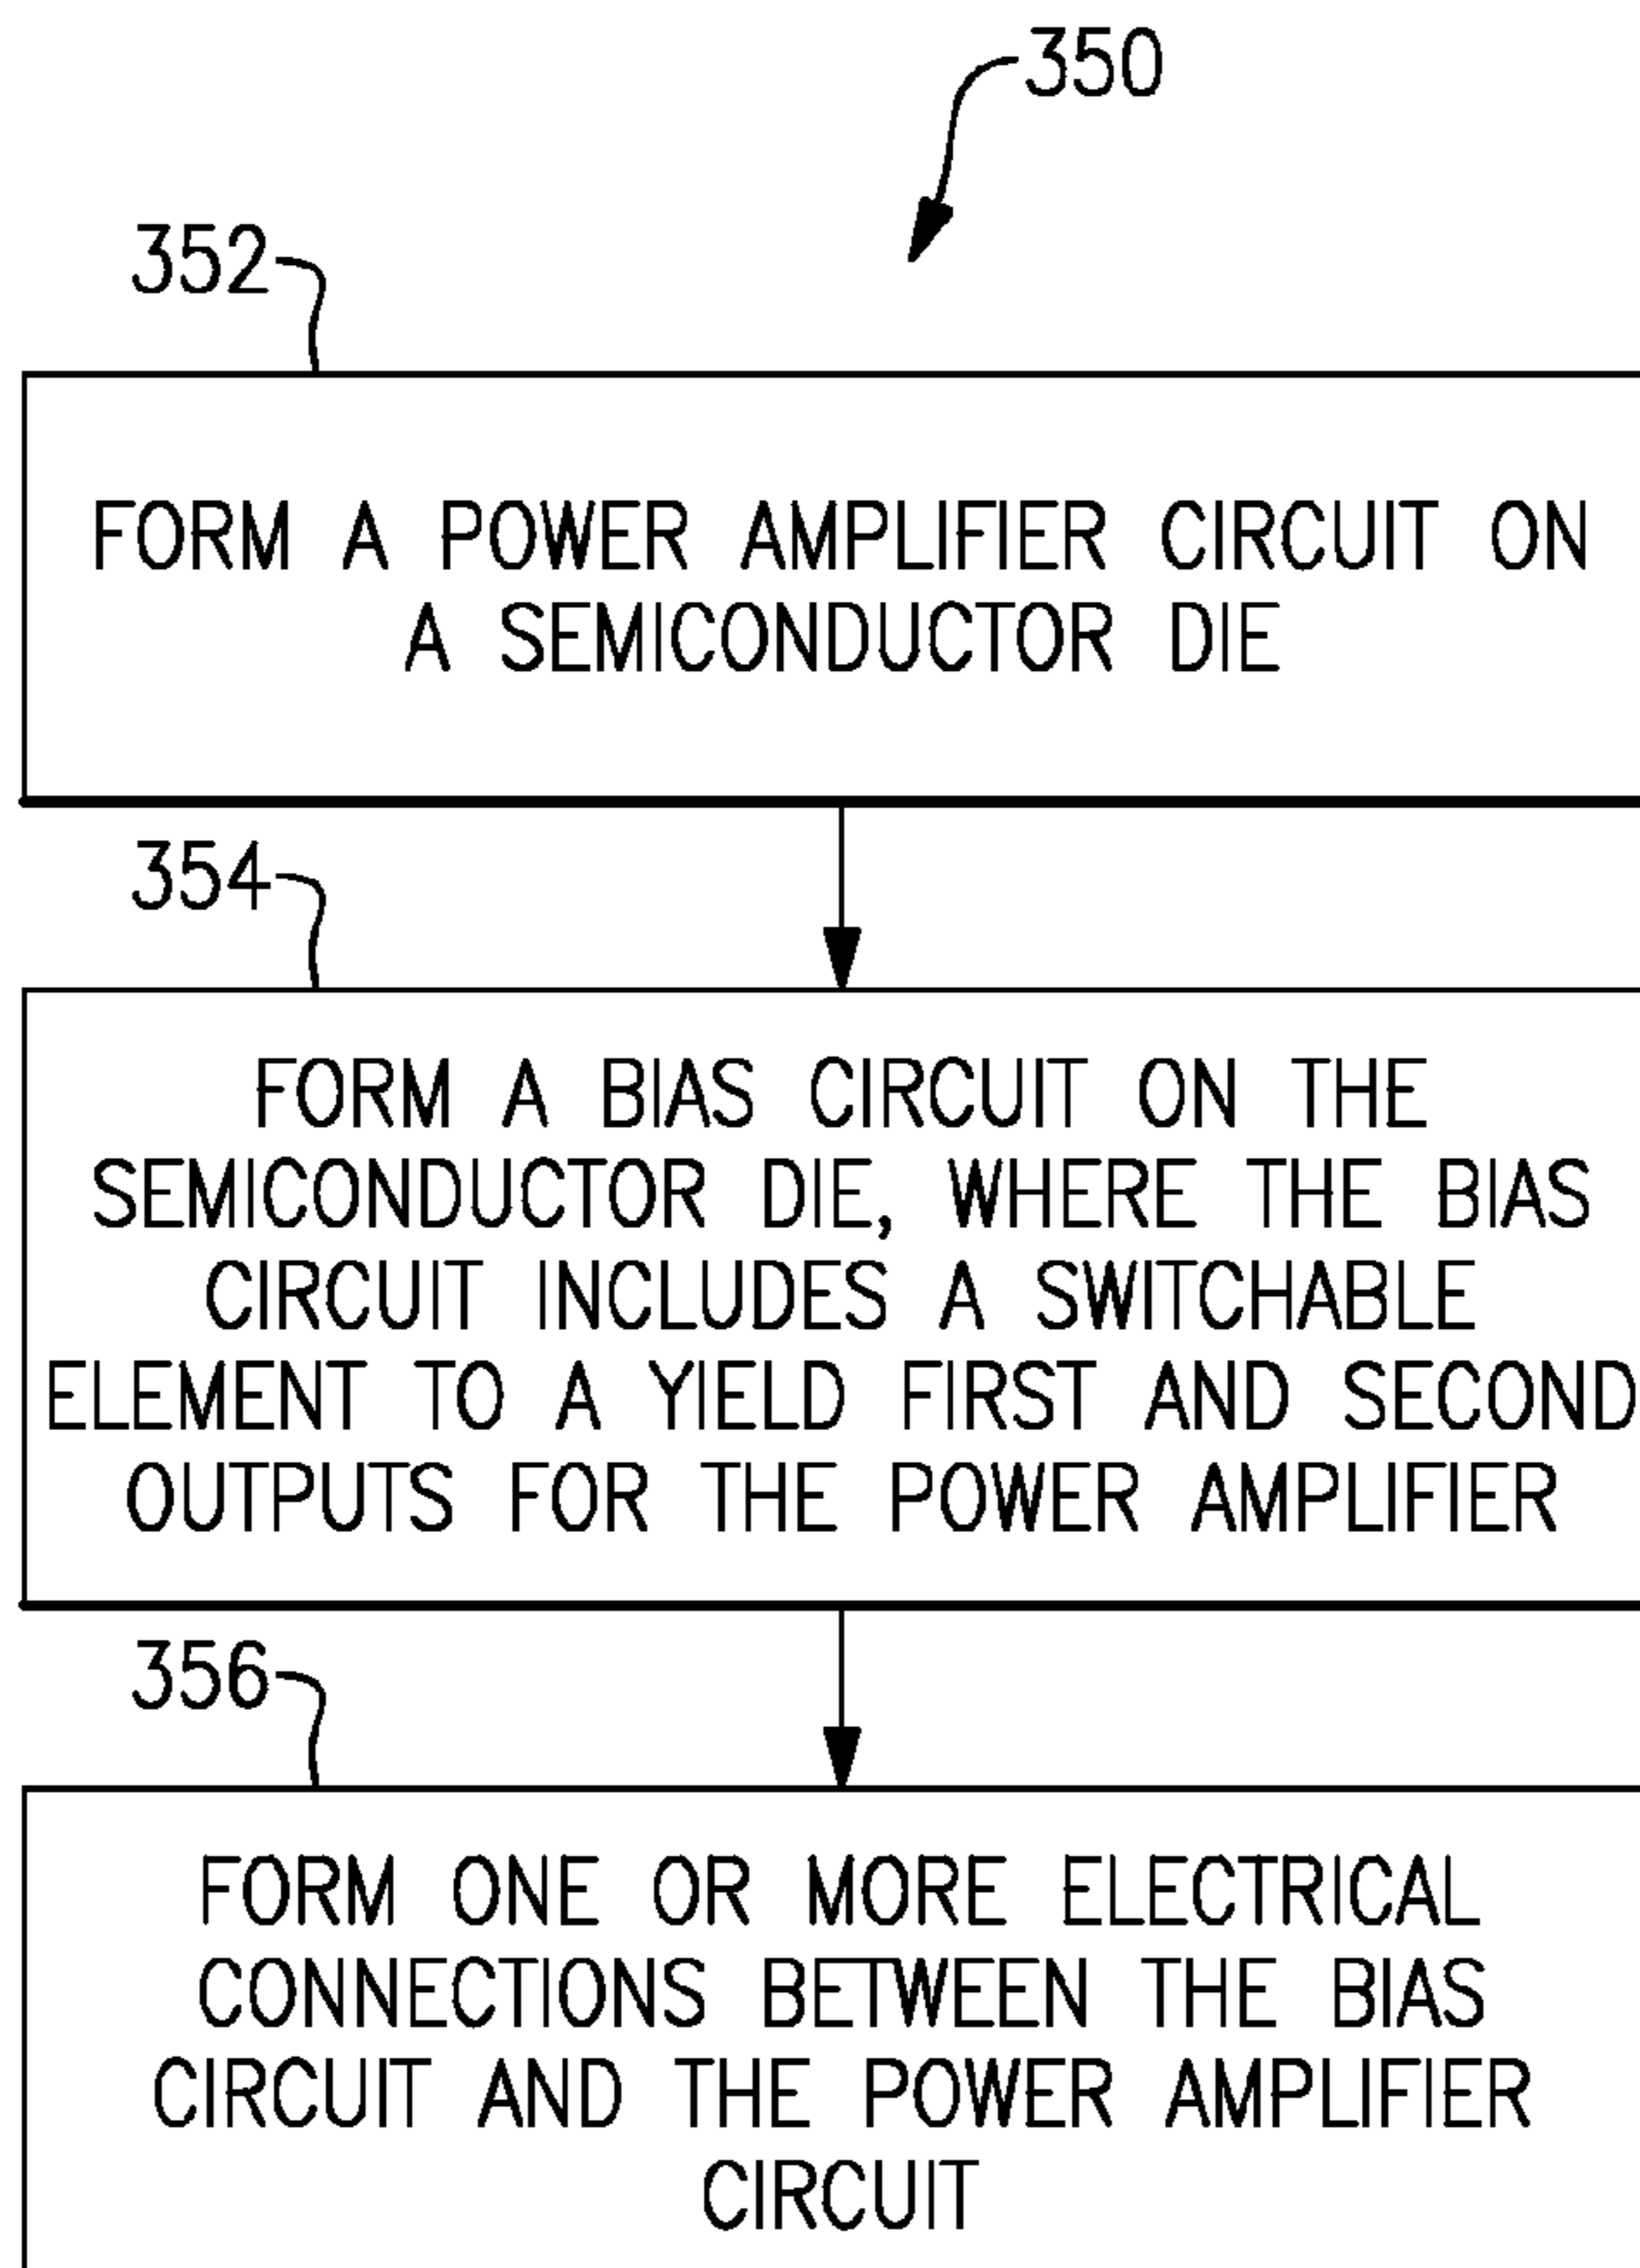 350
352
FORM A POWER AMPLIFIER CIRCUIT ON
A SEMICONDUCTOR DIE
354
FORM A BIAS CIRCUIT ON THE
SEMICONDUCTOR DIE, WHERE THE BIAS
CIRCUIT INCLUDES A SWITCHABLE
ELEMENT TO A YIELD FIRST AND SECOND
OUTPUTS FOR THE POWER AMPLIFIER
356
FORM ONE OR MORE ELECTRICAL
CONNECTIONS BETWEEN THE BIAS
CIRCUIT AND THE POWER AMPLIFIER
CIRCUIT